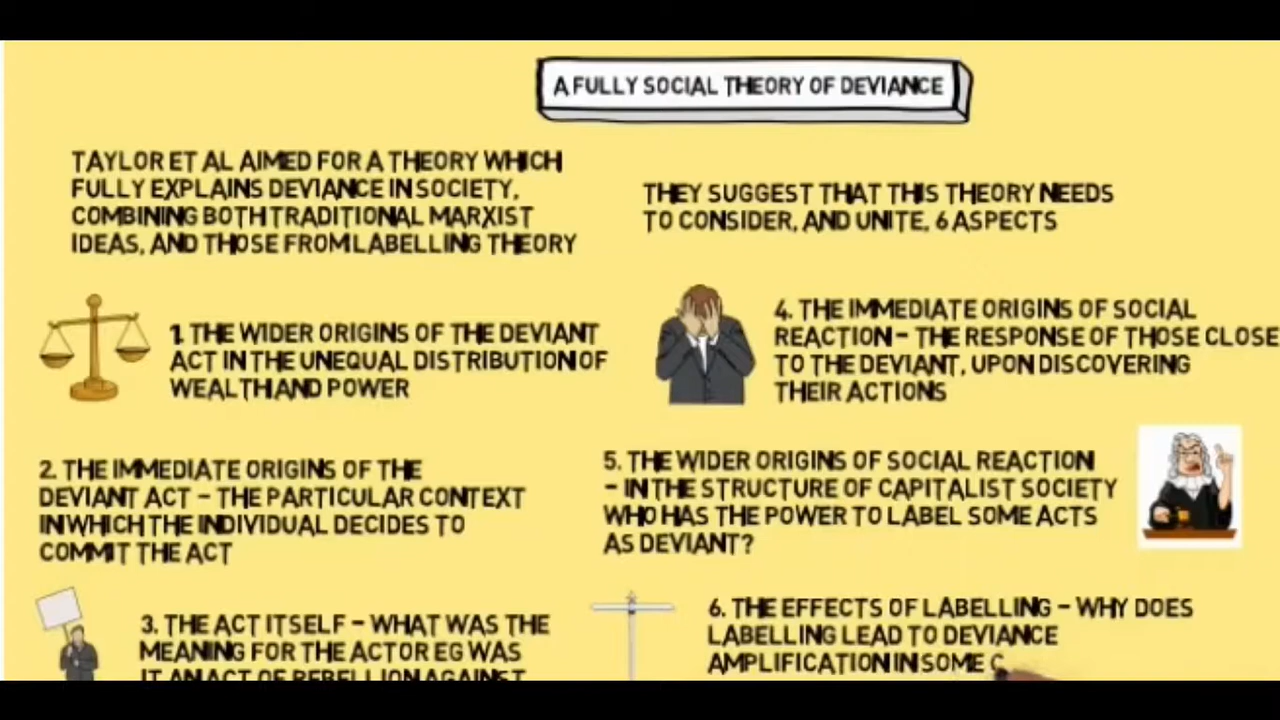 A FULLY SOCIAL THEORY OF DEVIANCE
TAYLOR ET AL AIMED FOR A THEORY WHICH
FULLY EXPLAINS DEVIANCE IN SOCIETY,
COMBINING BOTH TRADITIONAL MARXIST
IDEAS, AND THOSE FROM LABELLING THEORY
1. THE WIDER ORIGINS OF THE DEVIANT
ACT IN THE UNEQUAL DISTRIBUTION OF
WEALTH AND POWER
2. THE IMMEDIATE ORIGINS OF THE
DEVIANT ACT - THE PARTICULAR CONTEXT
IN WHICH THE INDIVIDUAL DECIDES TO
COMMIT THE ACT
3. THE ACT ITSELF - WHAT WAS THE
MEANING FOR THE ACTOR EG WAS
IT AN ACT OF REBELLION AGAINST
THEY SUGGEST THAT THIS THEORY NEEDS
TO CONSIDER, AND UNITE, 6 ASPECTS
4. THE IMMEDIATE ORIGINS OF SOCIAL
REACTION - THE RESPONSE OF THOSE CLOSE
TO THE DEVIANT, UPON DISCOVERING
THEIR ACTIONS
5. THE WIDER ORIGINS OF SOCIAL REACTION
- IN THE STRUCTURE OF CAPITALIST SOCIETY
WHO HAS THE POWER TO LABEL SOME ACTS
AS DEVIANT?
6. THE EFFECTS OF LABELLING - WHY DOES
LABELLING LEAD TO DEVIANCE
AMPLIFICATION IN SOME C